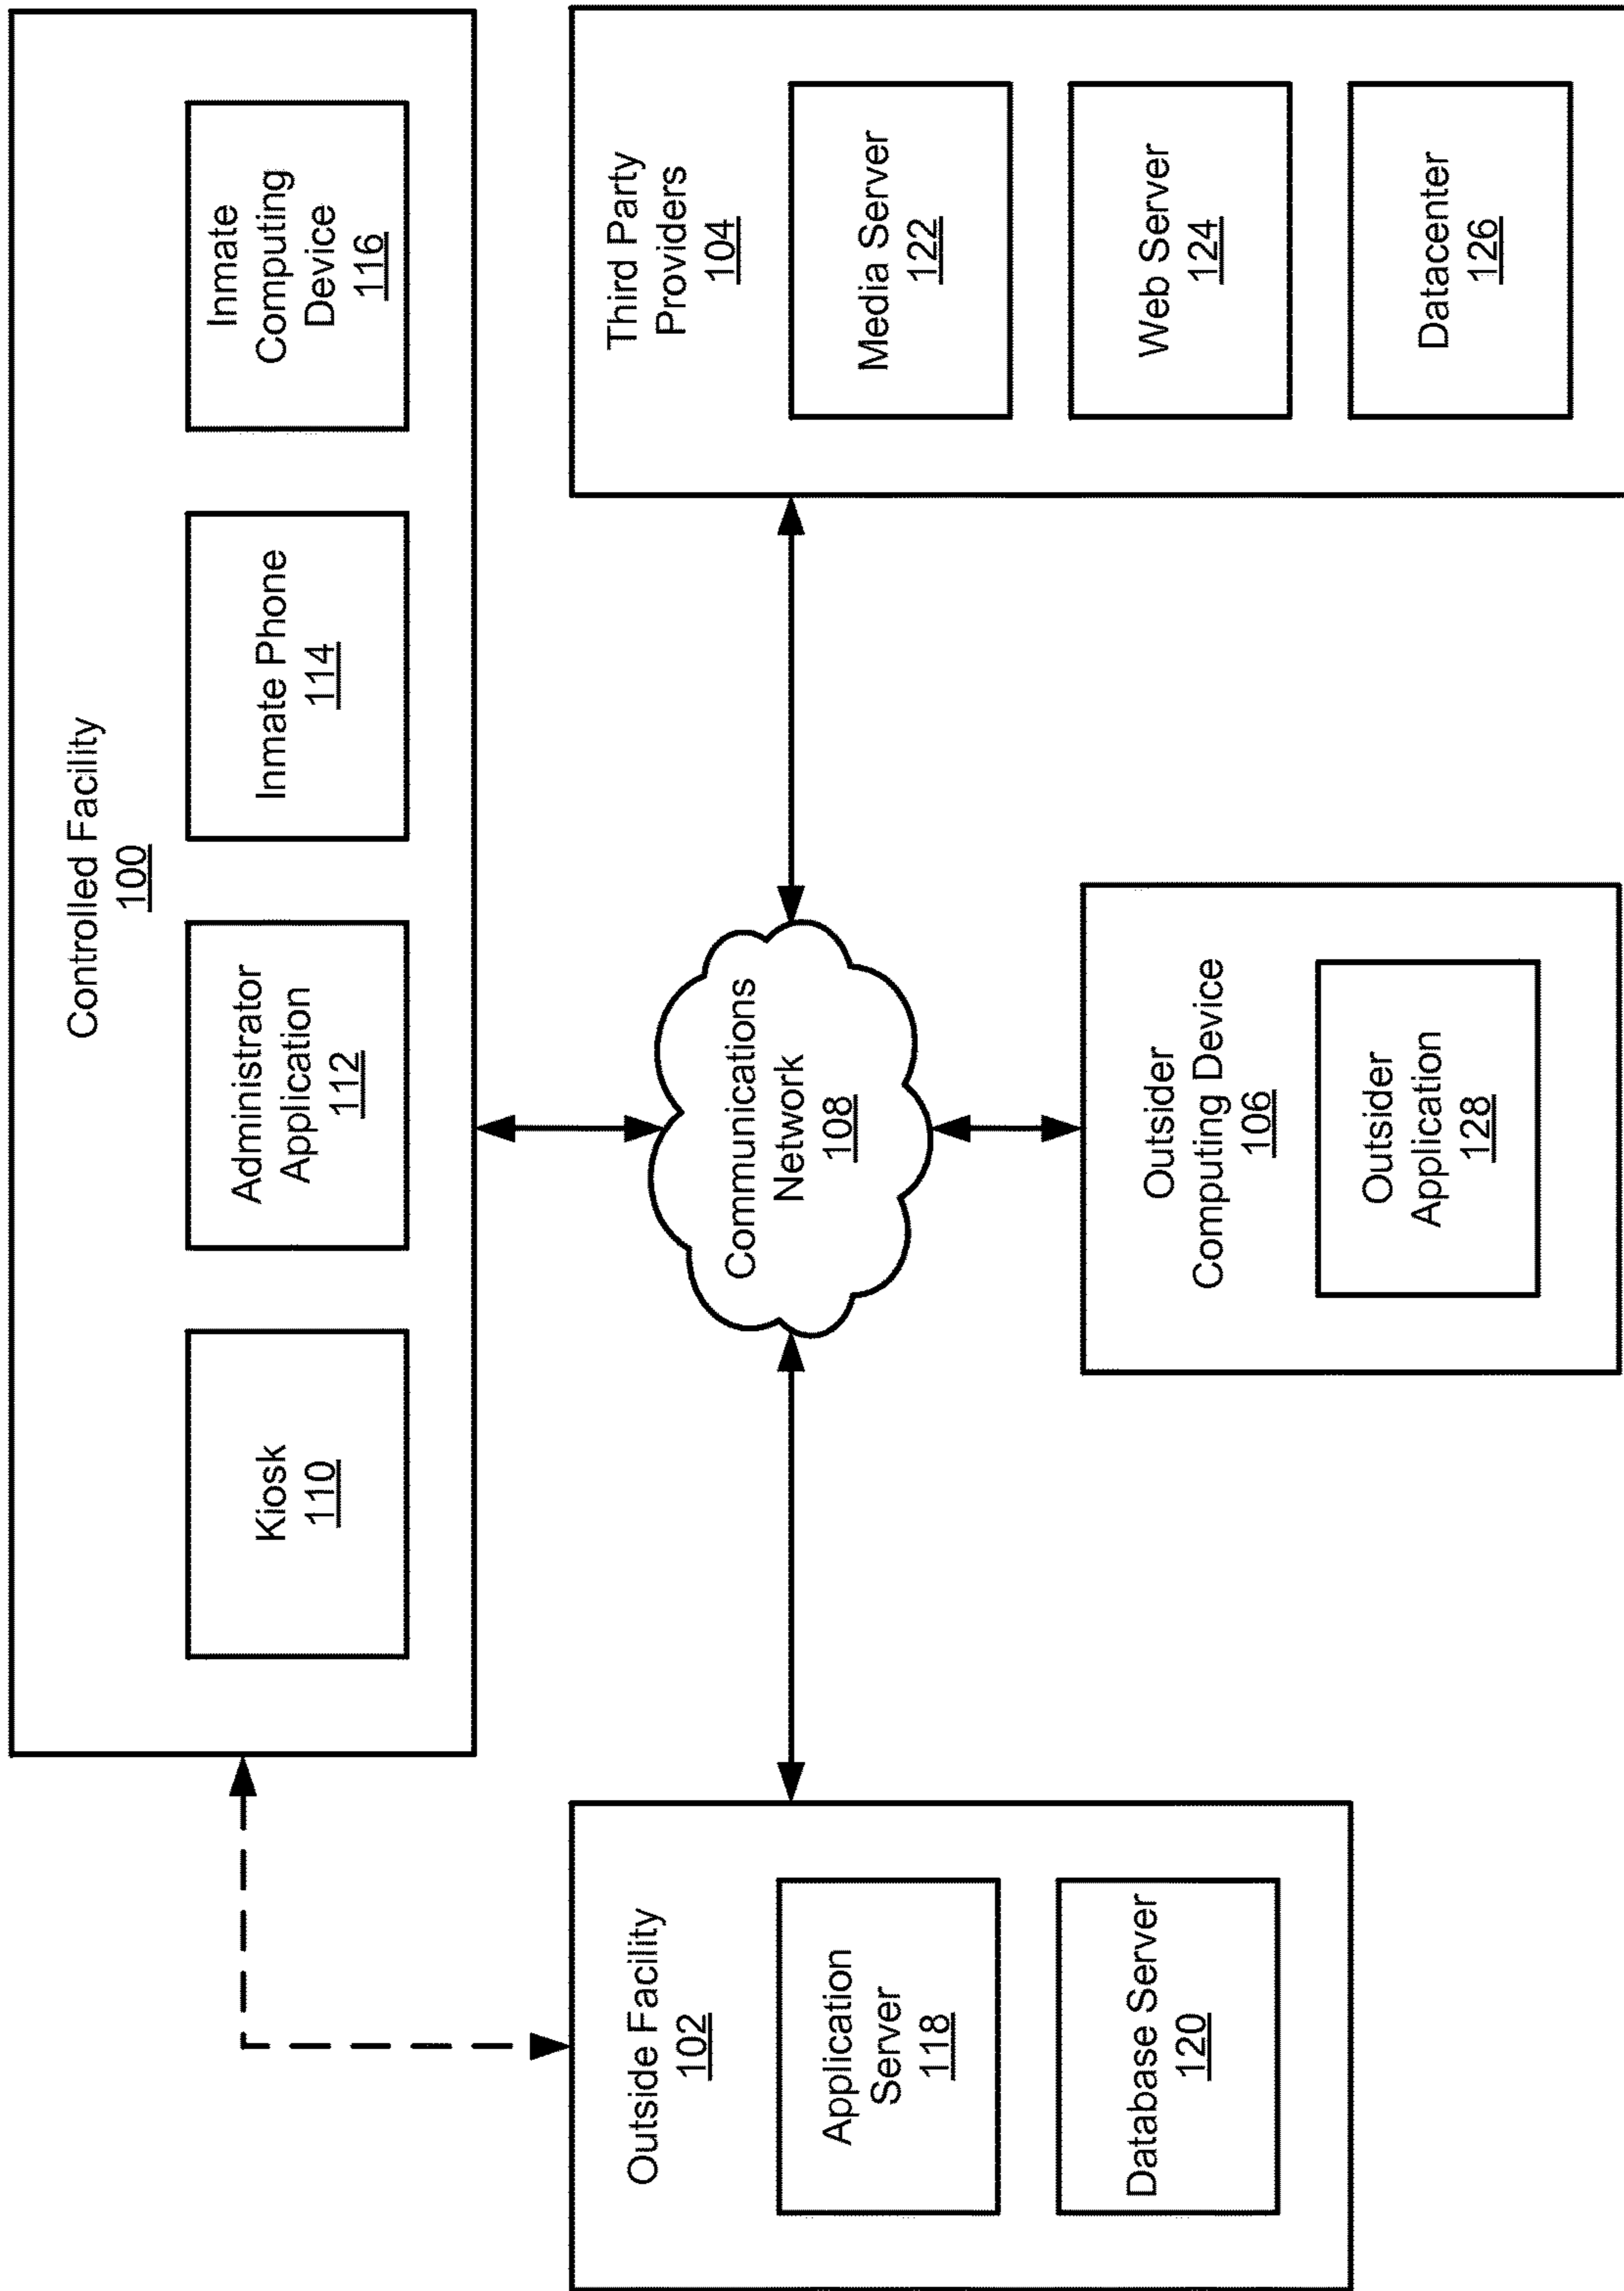 Controlled Facility
100
Kiosk
110
Administrator
Application
112
Inmate Phone
114
Inmate
Computing
Device
116
Outside Facility
102
Application
Server
118
Database Server
120
Communications
Network
108
Outsider
Computing Device
106
Outsider
Application
128
Third Party
Providers
104
Media Server
122
Web Server
124
Datacenter
126